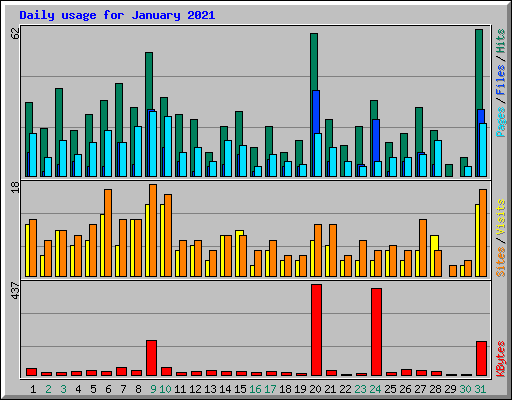 Daily usage for January 2021
62
Pages / Files / Hits
18
Sites / Visits
437
KBytes
1 2 3 4 5 6 7 8 9 10 11 12 13 14 15 16 17 18 19 20 21 22 23 24 25 26 27 28 29 30 31